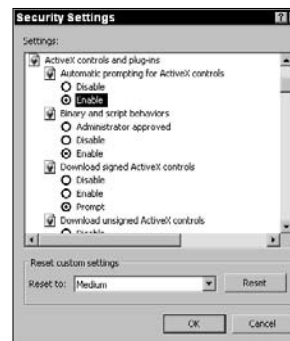 Security Settings
Settings:
ActiveX controls and plug-ins
Automatic prompting for ActiveX controls
Disable
Enable
Binary and script behaviors
Administrator approved
Disable
Enable
Download signed ActiveX controls
Disable
Enable
Prompt
Download unsigned ActiveX controls
Disable
Reset custom settings
Reset to: Medium Reset
OK Cancel